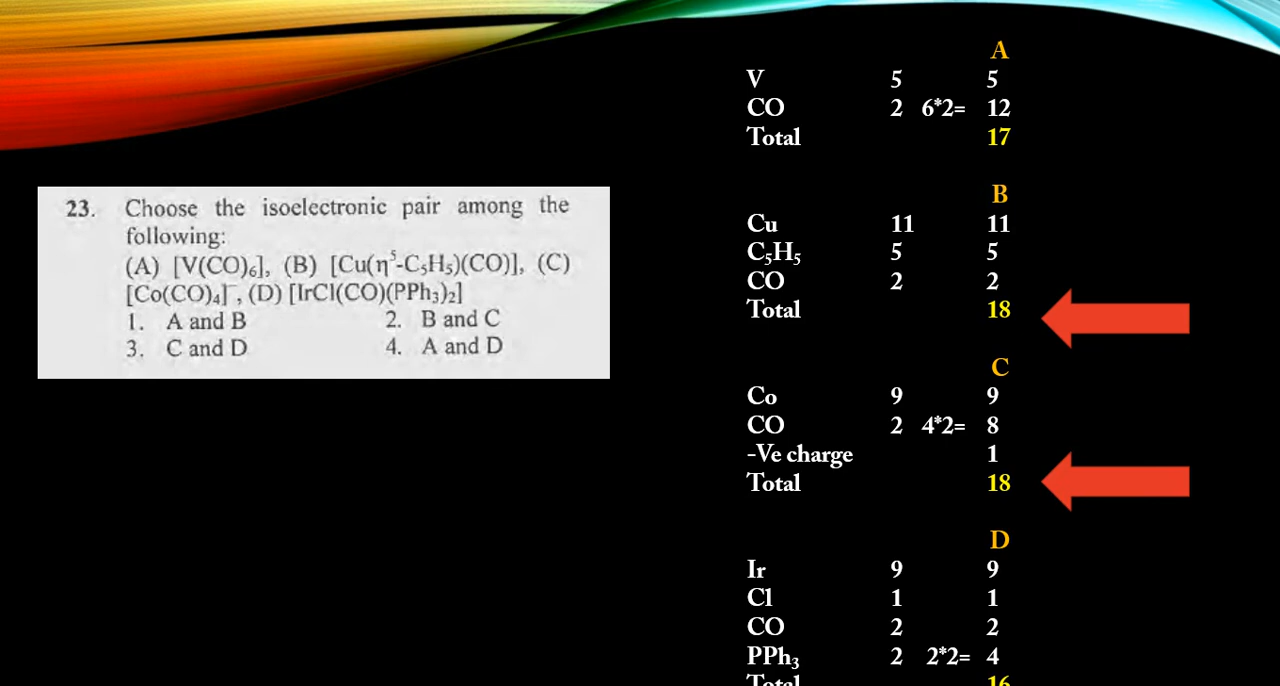 23. Choose the isoelectronic pair among the
following:
(A) [V(CO)₆], (B) [Cu(η⁵-C₅H₅)(CO)], (C)
[Co(CO)₄]⁻, (D) [IrCl(CO)(PPh₃)₂]
1. A and B 2. B and C
3. C and D 4. A and D
A
V 5 5
CO 2 6*2= 12
Total 17
B
Cu 11 11
C₅H₅ 5 5
CO 2 2
Total 18
C
Co 9 9
CO 2 4*2= 8
-Ve charge 1
Total 18
D
Ir 9 9
Cl 1 1
CO 2 2
PPh₃ 2 2*2= 4
Total 16